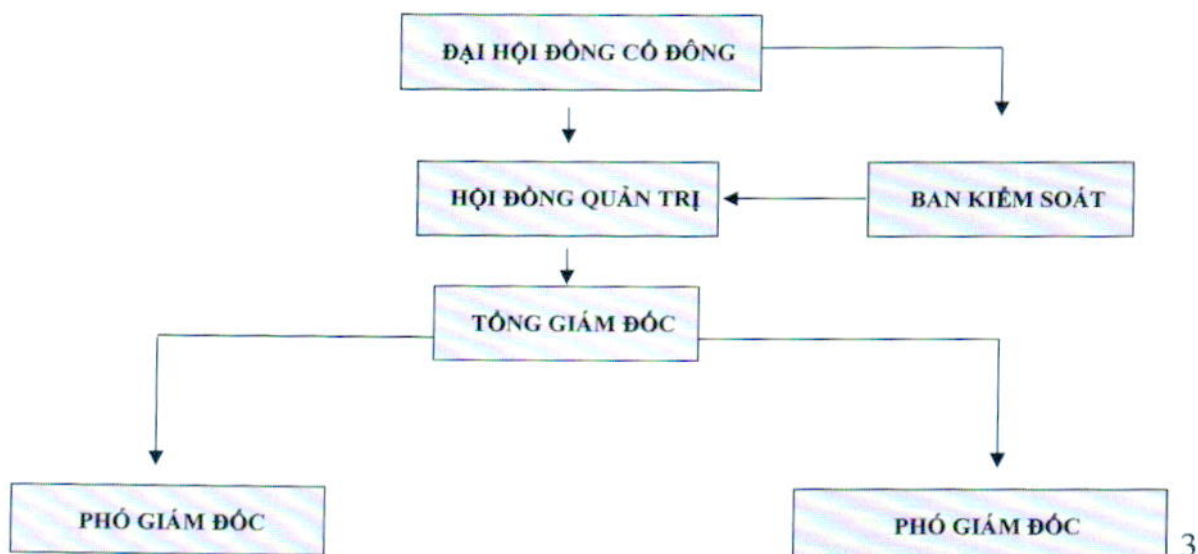 ĐẠI HỘI ĐỒNG CỔ ĐÔNG
HỘI ĐỒNG QUẢN TRỊ
BAN KIỂM SOÁT
TỔNG GIÁM ĐỐC
PHÓ GIÁM ĐỐC
PHÓ GIÁM ĐỐC
3